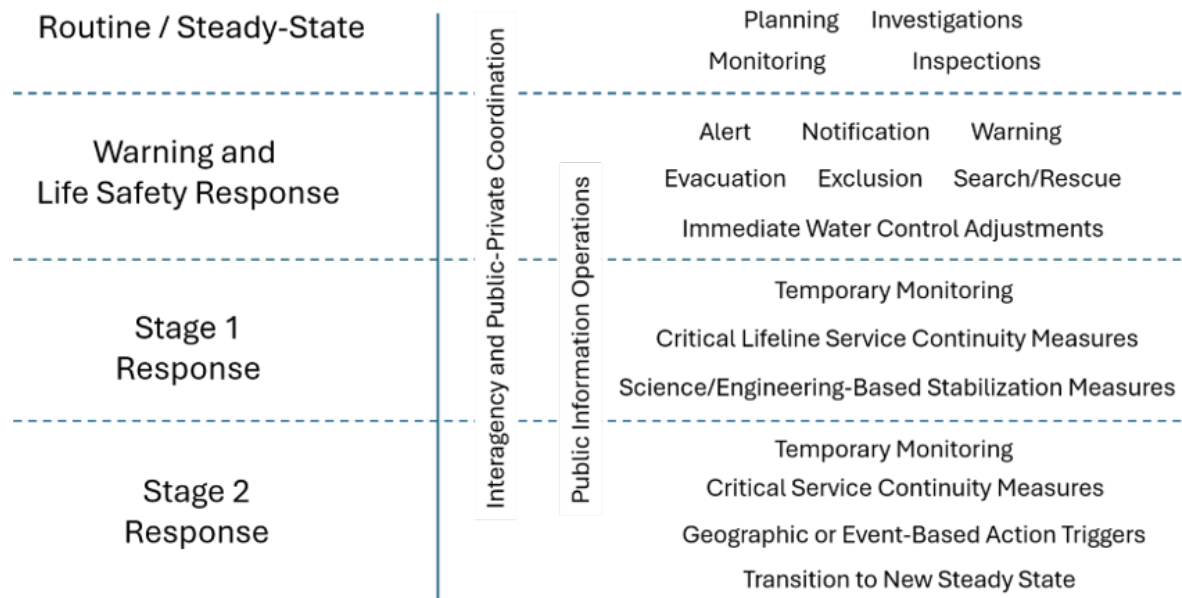 Routine / Steady-State
Planning Investigations
Monitoring Inspections
Interagency and Public-Private Coordination
Public Information Operations
Warning and
Life Safety Response
Alert Notification Warning
Evacuation Exclusion Search/Rescue
Immediate Water Control Adjustments
Stage 1
Response
Temporary Monitoring
Critical Lifeline Service Continuity Measures
Science/Engineering-Based Stabilization Measures
Stage 2
Response
Temporary Monitoring
Critical Service Continuity Measures
Geographic or Event-Based Action Triggers
Transition to New Steady State